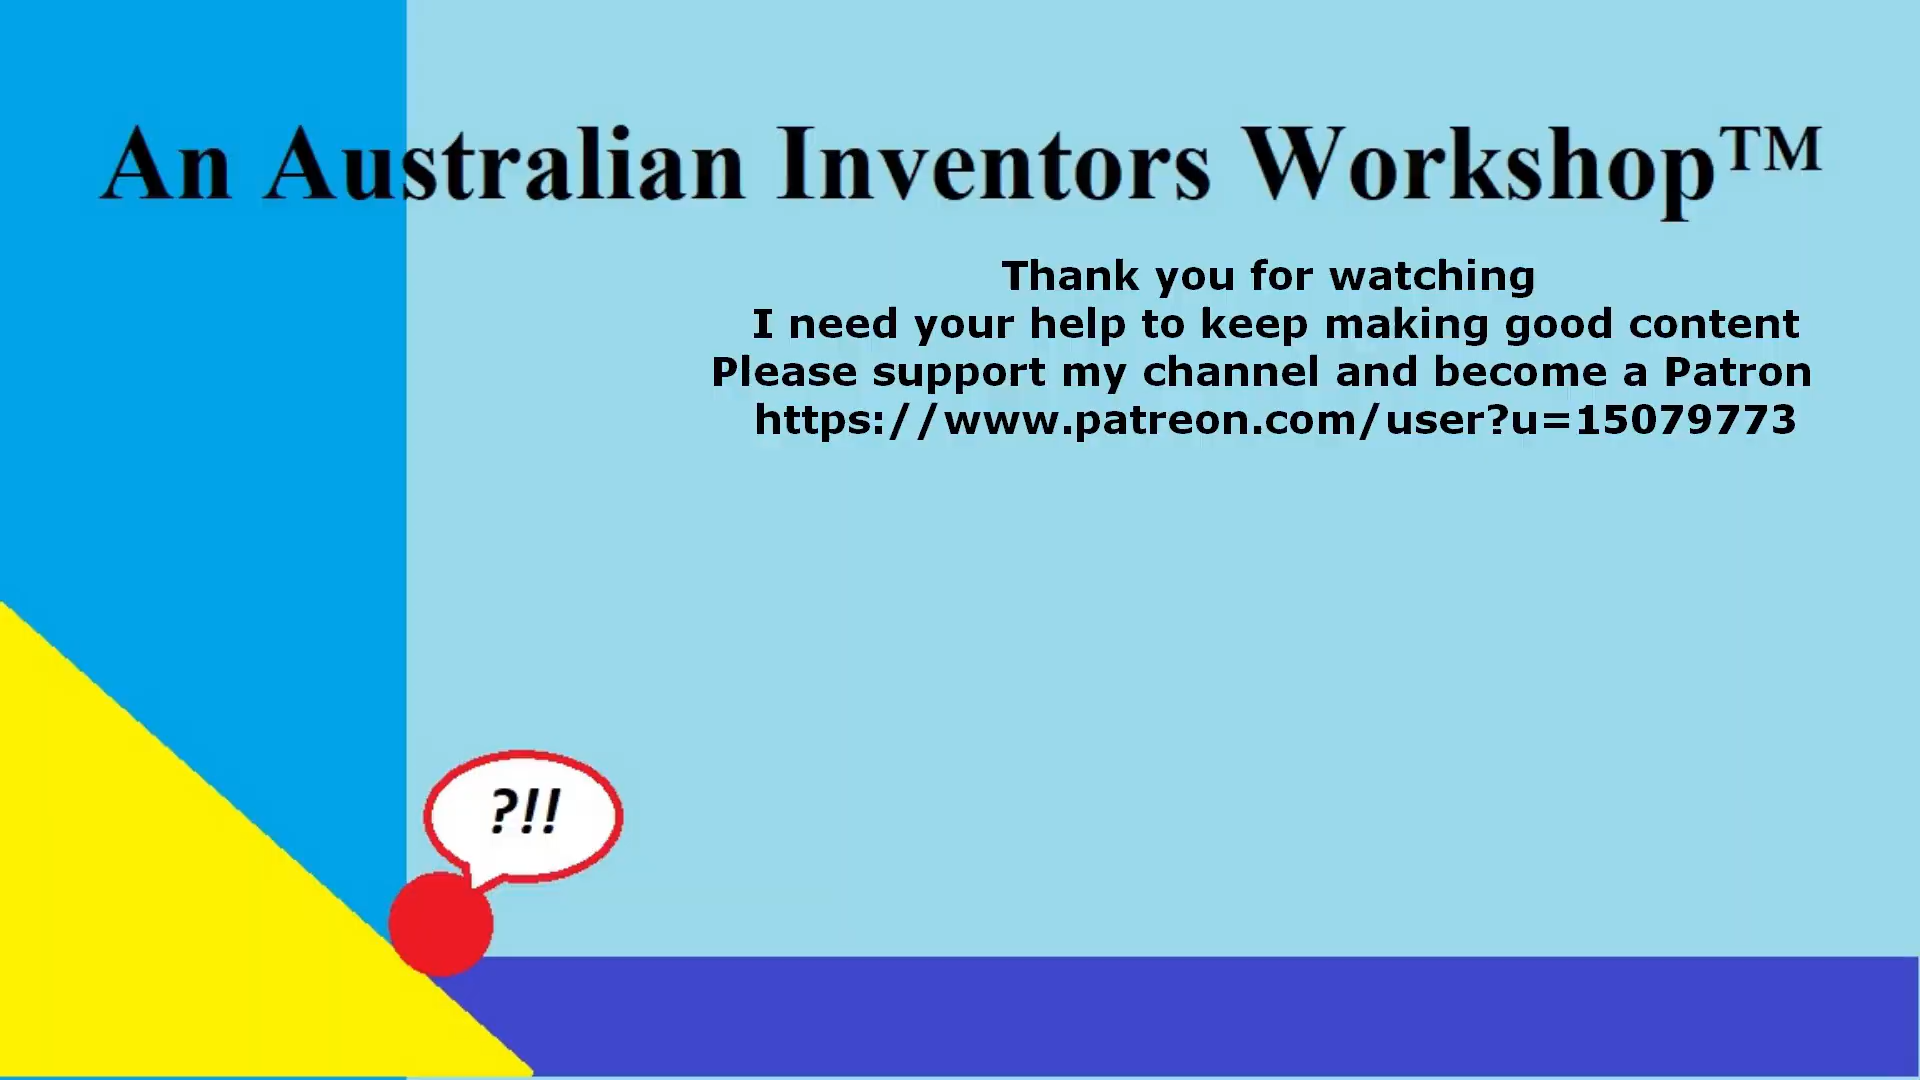 An Australian Inventors Workshop™
Thank you for watching
I need your help to keep making good content
Please support my channel and become a Patron
https://www.patreon.com/user?u=15079773
?!!